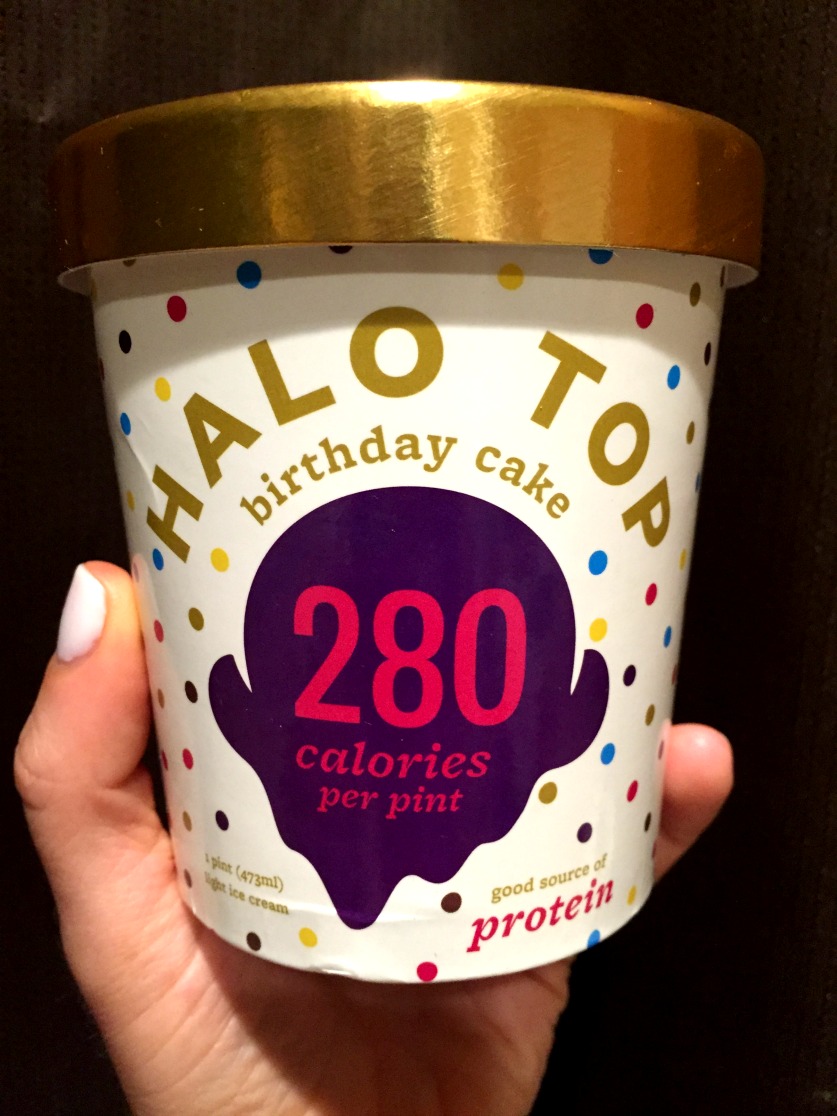 HALO TOP
birthday cake
280
calories
per pint
1 pint (473ml)
light ice cream
good source of
protein